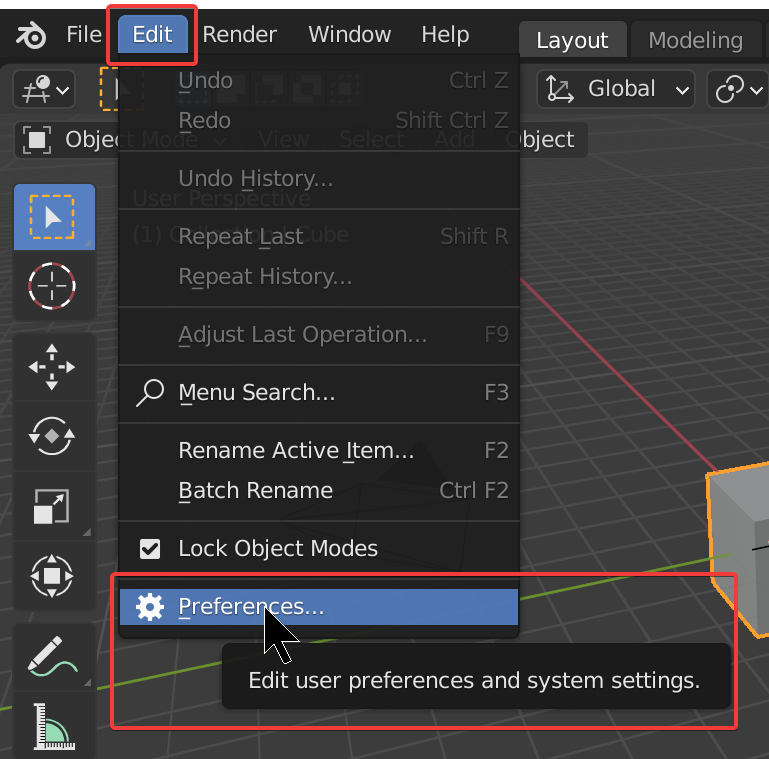 File Edit Render Window Help Layout Modeling
Undo Ctrl Z
Global
Redo Shift Ctrl Z
Object Mode View Select Add Object
Undo History...
User Perspective
Repeat Last Shift R
(1) Collection | Cube
Repeat History...
Adjust Last Operation... F9
Menu Search... F3
Rename Active Item... F2
Batch Rename Ctrl F2
Lock Object Modes
Preferences...
Edit user preferences and system settings.